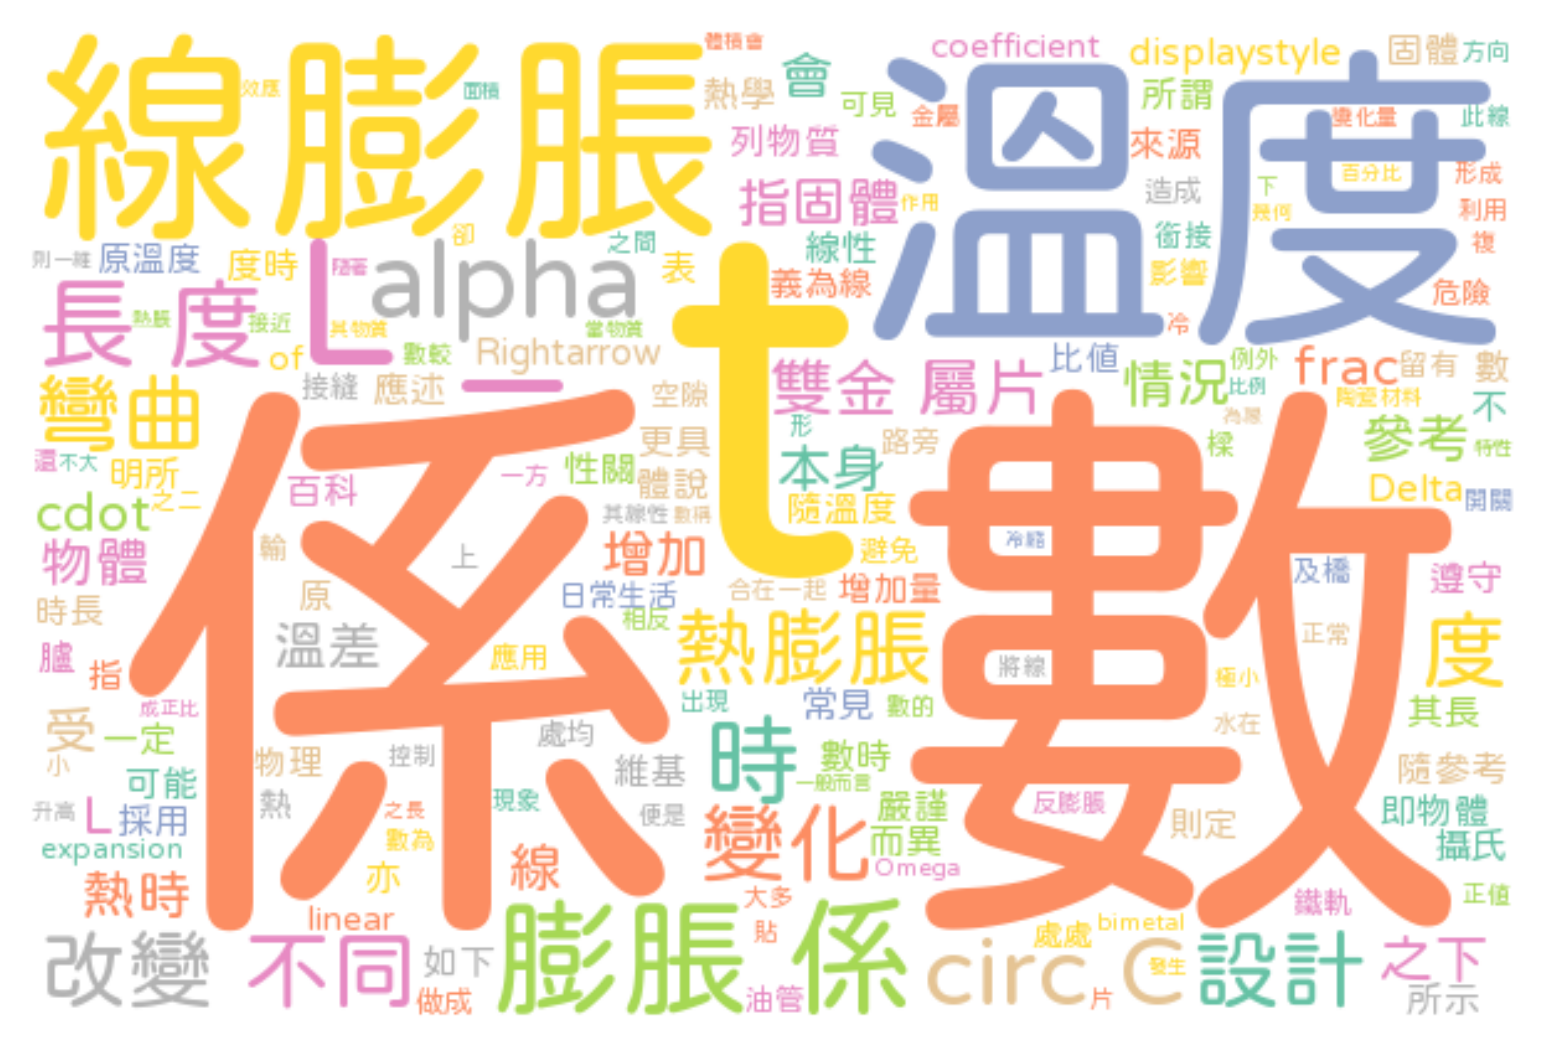 線膨脹
溫度
係數
t
體積會
coefficient
displaystyle
固體
方向
效應
面積
熱學
會
可見
金屬
所謂
變化量
此線
列物質
來源
百分比
形成
指固體
作用
造成
下
幾何
利用
則一維
原溫度
度時
隨著
alpha
卻
之間
表
線性
義為線
銜接
影響
複
危險
長度
熱脹
接近
L
其物質
當物質
冷
of
數較
Rightarrow
比值
情況
例外
比例
frac
留有
數
彎曲
接縫
應述
一
空隙
雙金
屬片
為恩
陶瓷材料
不
還
不大
明所
更具
形
本身
路旁
樑
參考
特性
之二
百科
一方
性關
體說
隨溫度
Delta
開關
cdot
其線性
數稱
物體
輸
上
增加
避免
冷縮
及橋
遵守
時長
原
日常生活
合在一起
增加量
相反
溫差
應用
熱膨脹
將線
正常
度
臚
指
極小
成正比
出現
常見
數的
其長
受
一定
處均
水在
小
可能
物理
控制
維基
時
數時
一般而言
隨參考
升高
L
採用
熱
之長
現象
便是
嚴謹
反膨脹
則定
即物體
expansion
數為
變化
而異
攝氏
熱時
亦
線
Omega
大多
鐵軌
正值
linear
貼
處處
bimetal
改變
不同
如下
膨脹
係
circ
C
發生
設計
之下
做成
油管
片
所示